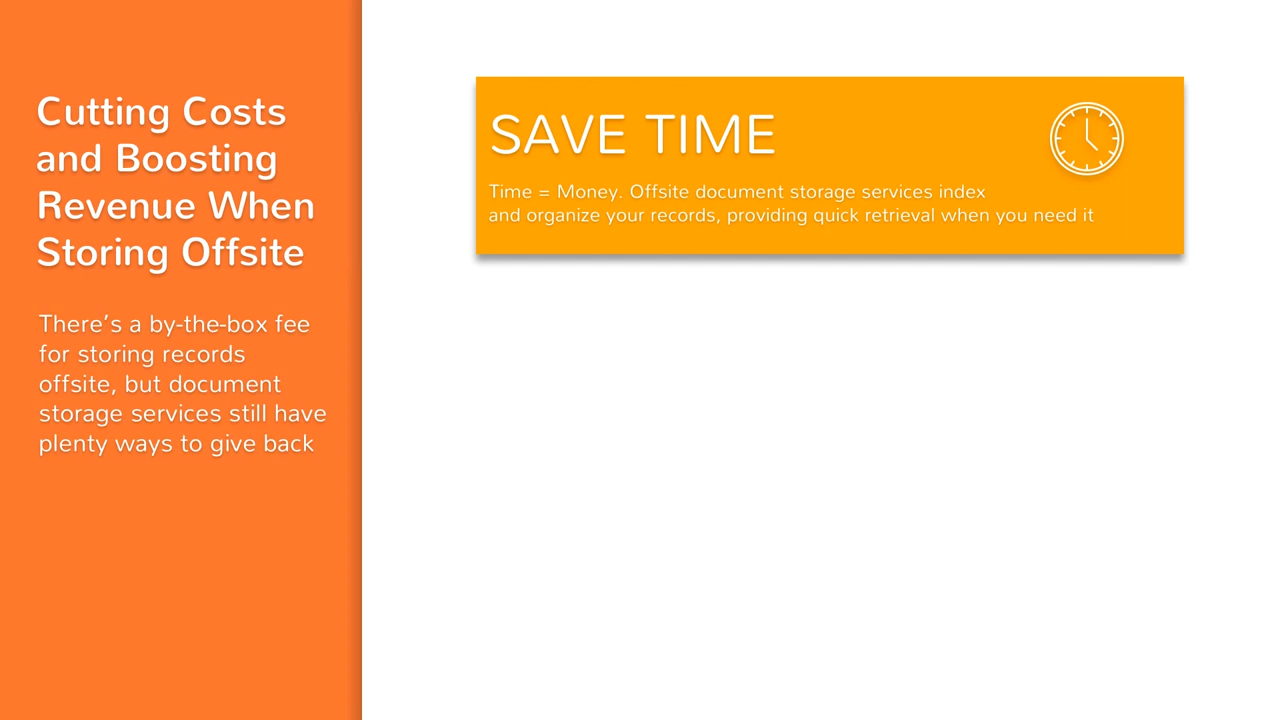 Cutting Costs
and Boosting
Revenue When
Storing Offsite
There’s a by-the-box fee
for storing records
offsite, but document
storage services still have
plenty ways to give back
SAVE TIME
Time = Money. Offsite document storage services index
and organize your records, providing quick retrieval when you need it